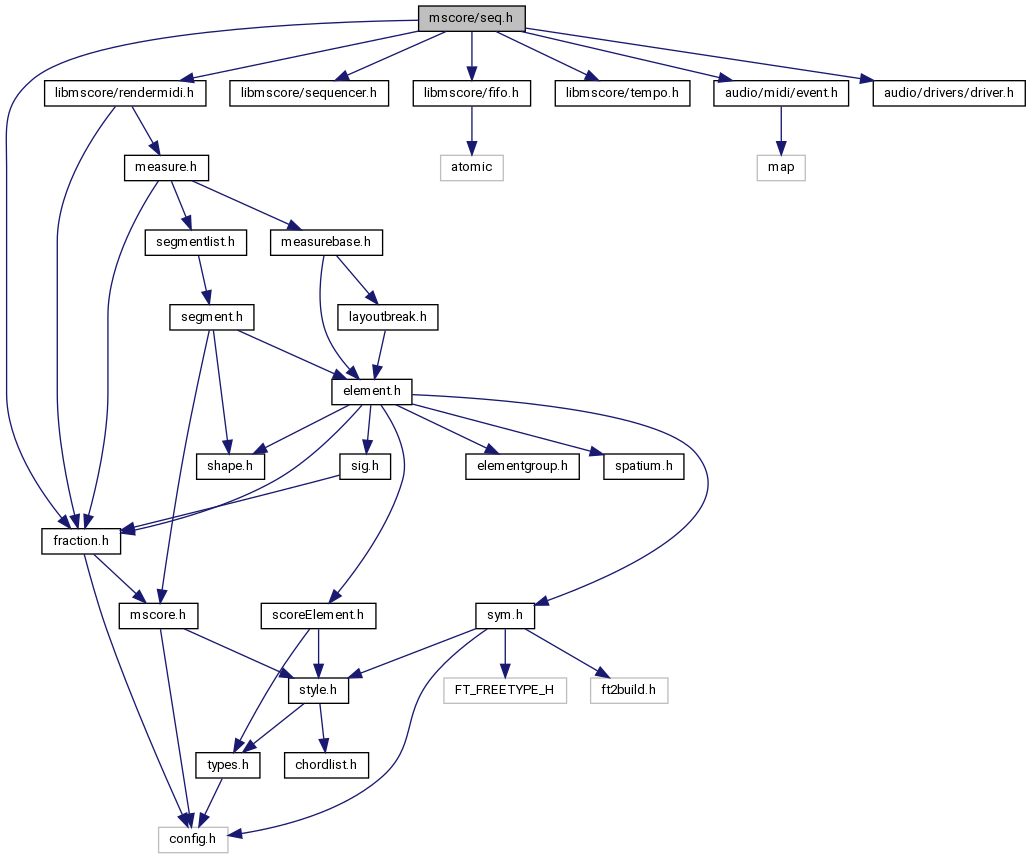 mscore/seq.h
libmscore/rendermidi.h
libmscore/sequencer.h
libmscore/fifo.h
libmscore/tempo.h
audio/midi/event.h
audio/drivers/driver.h
measure.h
atomic
map
segmentlist.h
measurebase.h
segment.h
layoutbreak.h
element.h
shape.h
sig.h
elementgroup.h
spatium.h
fraction.h
mscore.h
scoreElement.h
sym.h
style.h
FT_FREETYPE_H
ft2build.h
types.h
chordlist.h
config.h